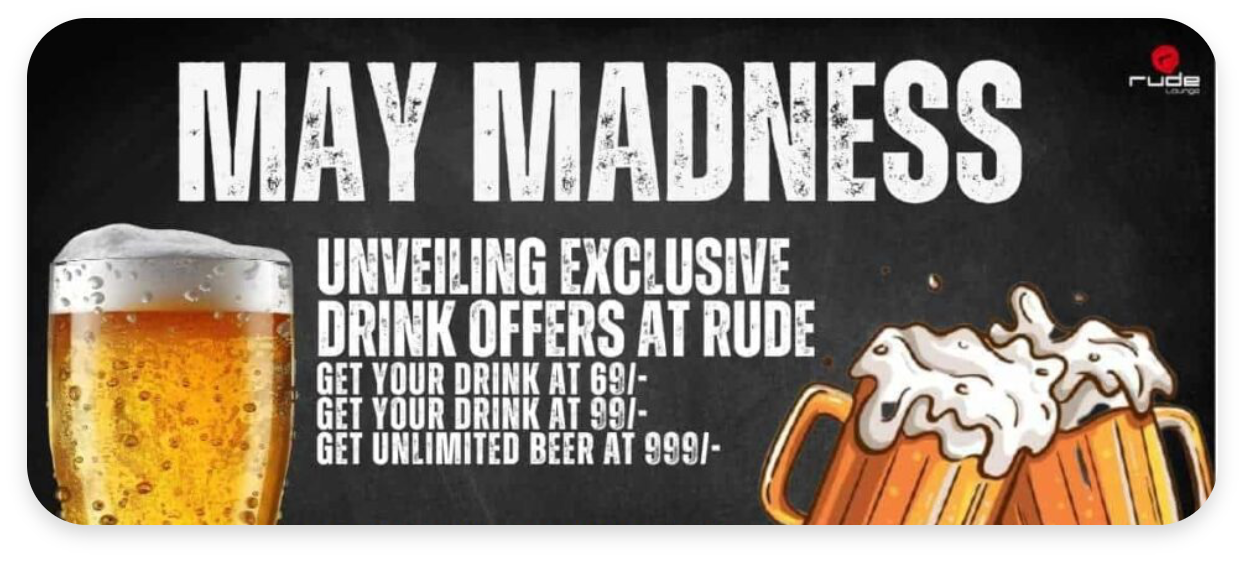 MAY MADNESS
rude
Lounge
UNVEILING EXCLUSIVE
DRINK OFFERS AT RUDE
GET YOUR DRINK AT 69/-
GET YOUR DRINK AT 99/-
GET UNLIMITED BEER AT 999/-